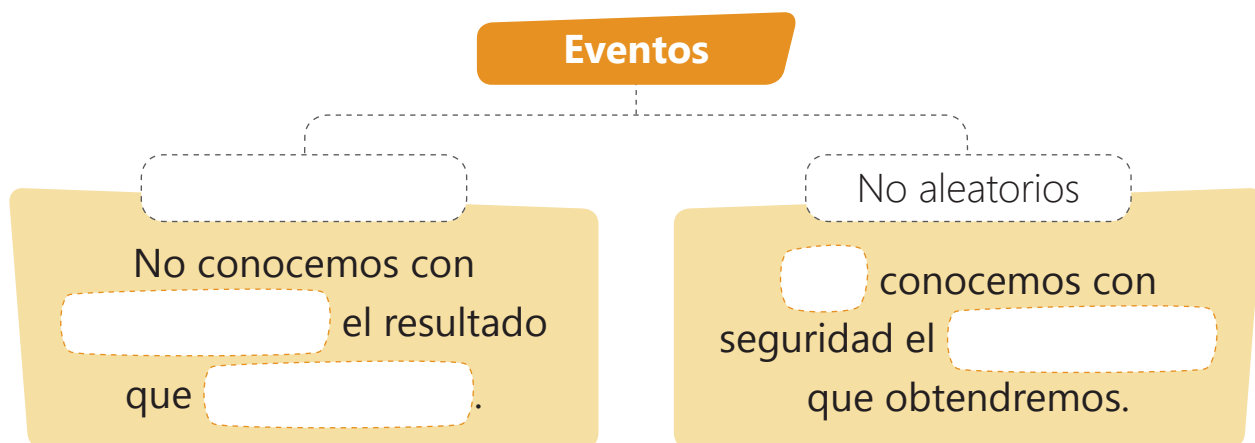 Eventos
No conocemos con
el resultado
que .
No aleatorios
conocemos con
seguridad el
que obtendremos.